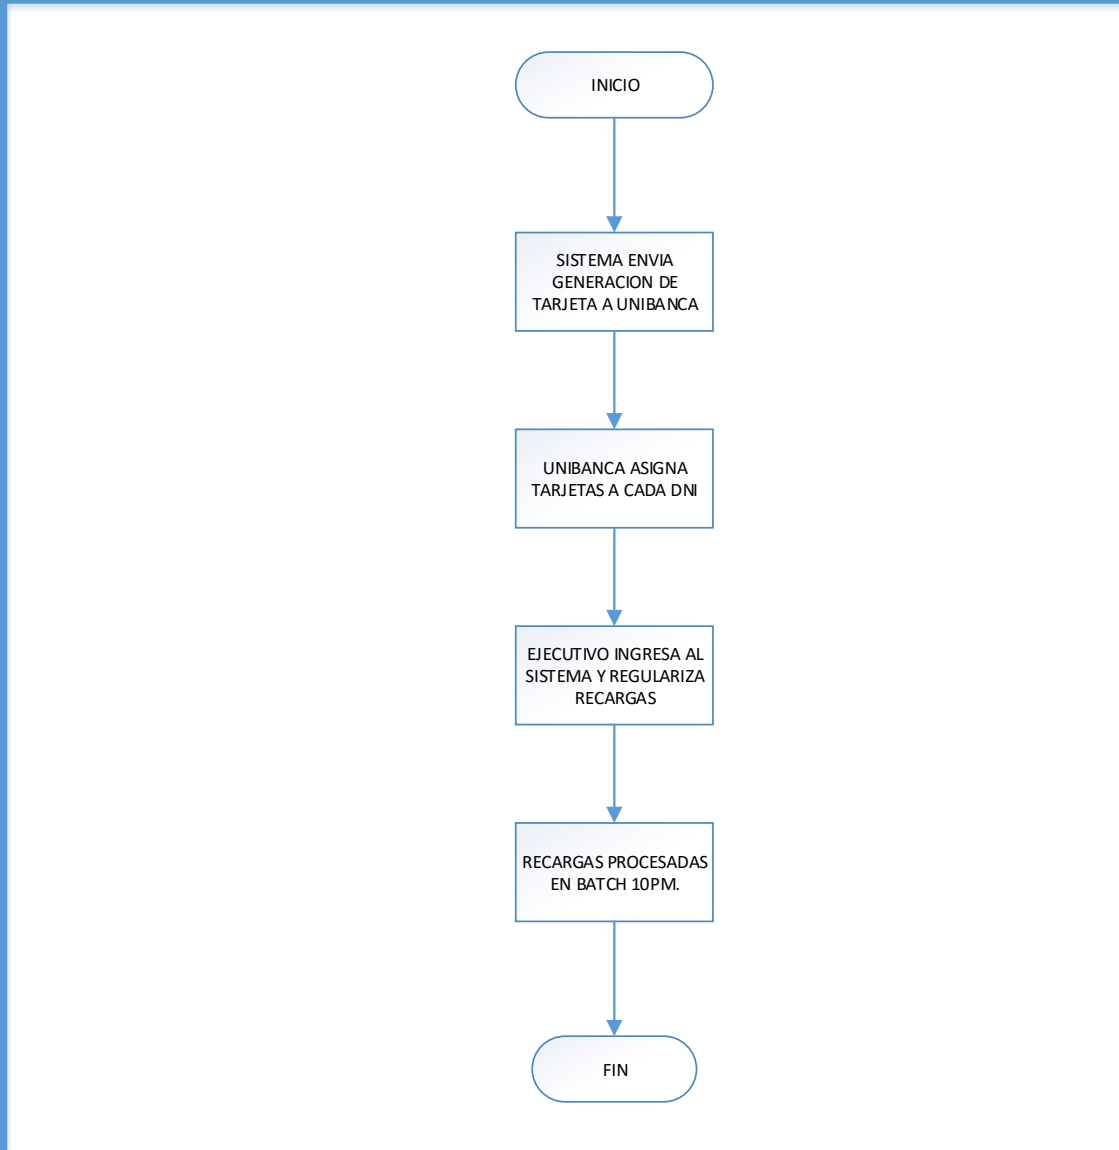 INICIO
SISTEMA ENVIA
GENERACION DE
TARJETA A UNIBANCA
UNIBANCA ASIGNA
TARJETAS A CADA DNI
EJECUTIVO INGRESA AL
SISTEMA Y REGULARIZA
RECARGAS
RECARGAS PROCESADAS
EN BATCH 10PM.
FIN